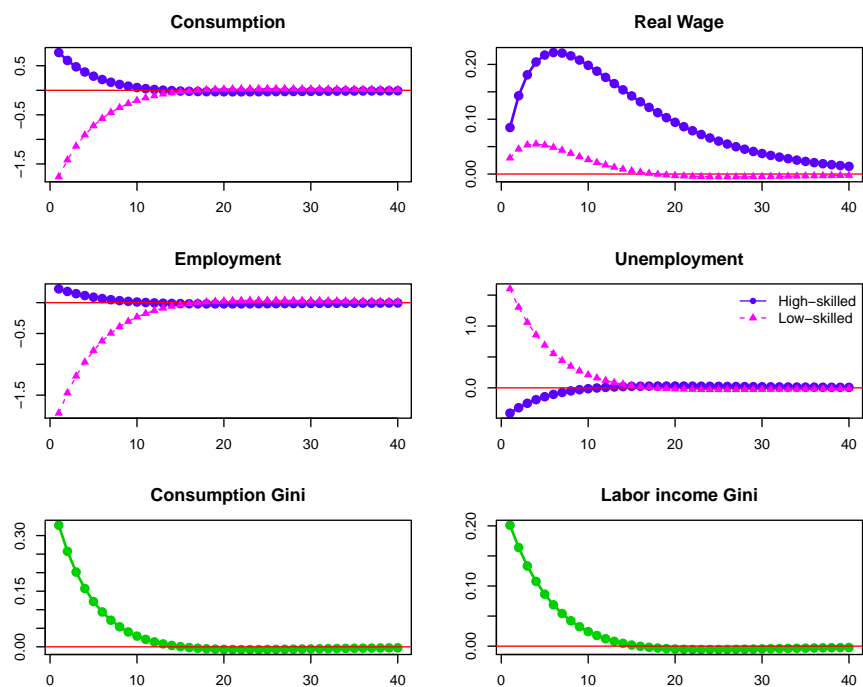 Consumption
Real Wage
−1.5 −0.5 0.5
0 10 20 30 40
0.00 0.10 0.20
0 10 20 30 40
Employment
Unemployment
−1.5 −0.5
0 10 20 30 40
0.0 1.0
0 10 20 30 40
High−skilled
Low−skilled
Consumption Gini
Labor income Gini
0.00 0.15 0.30
0 10 20 30 40
0.00 0.10 0.20
0 10 20 30 40